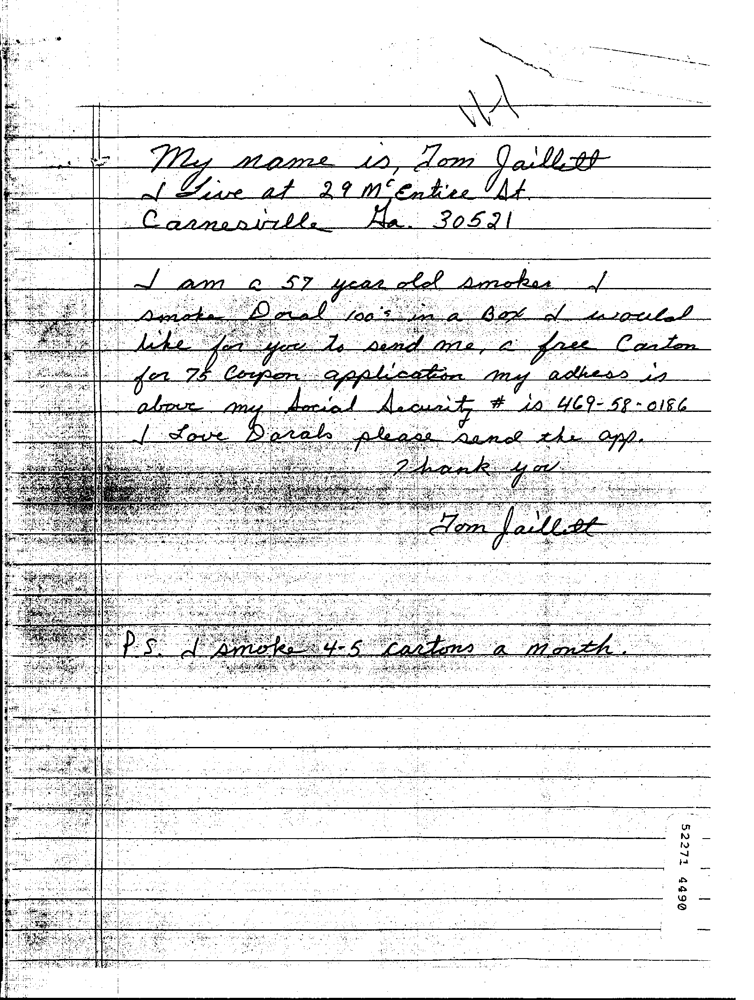 My name is, Tom Jaillett
I Live at 29 McEntire St.
Carnesville Ga. 30521
I am a 57 year old smoker I
smoke Doral 100's in a Box I would
like for you to send me, a free Carton
for 75 Coupon application my adress is
above my Social Security # is 469-58-0186
I Love Dorals please send the app.
Thank you
Tom Jaillett
P.S. I smoke 4-5 cartons a month.
52271 4490